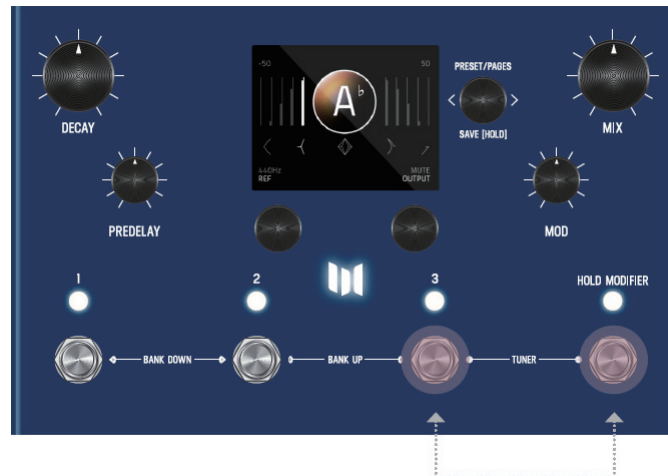 -50
50
A♭
440HZ
REF
MUTE
OUTPUT
PRESET/PAGES
< >
SAVE [HOLD]
DECAY
MIX
PREDELAY
MOD
1
2
3
HOLD MODIFIER
BANK DOWN
BANK UP
TUNER